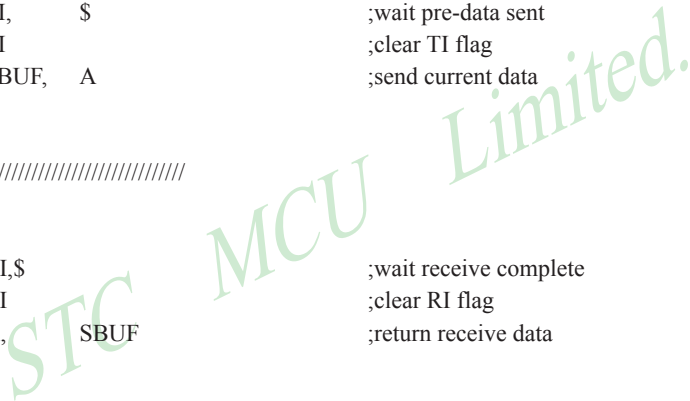 I, $ ;wait pre-data sent
I ;clear TI flag
BUF, A ;send current data
////////////////////////////
I,$ ;wait receive complete
I ;clear RI flag
, SBUF ;return receive data
STC MCU Limited.